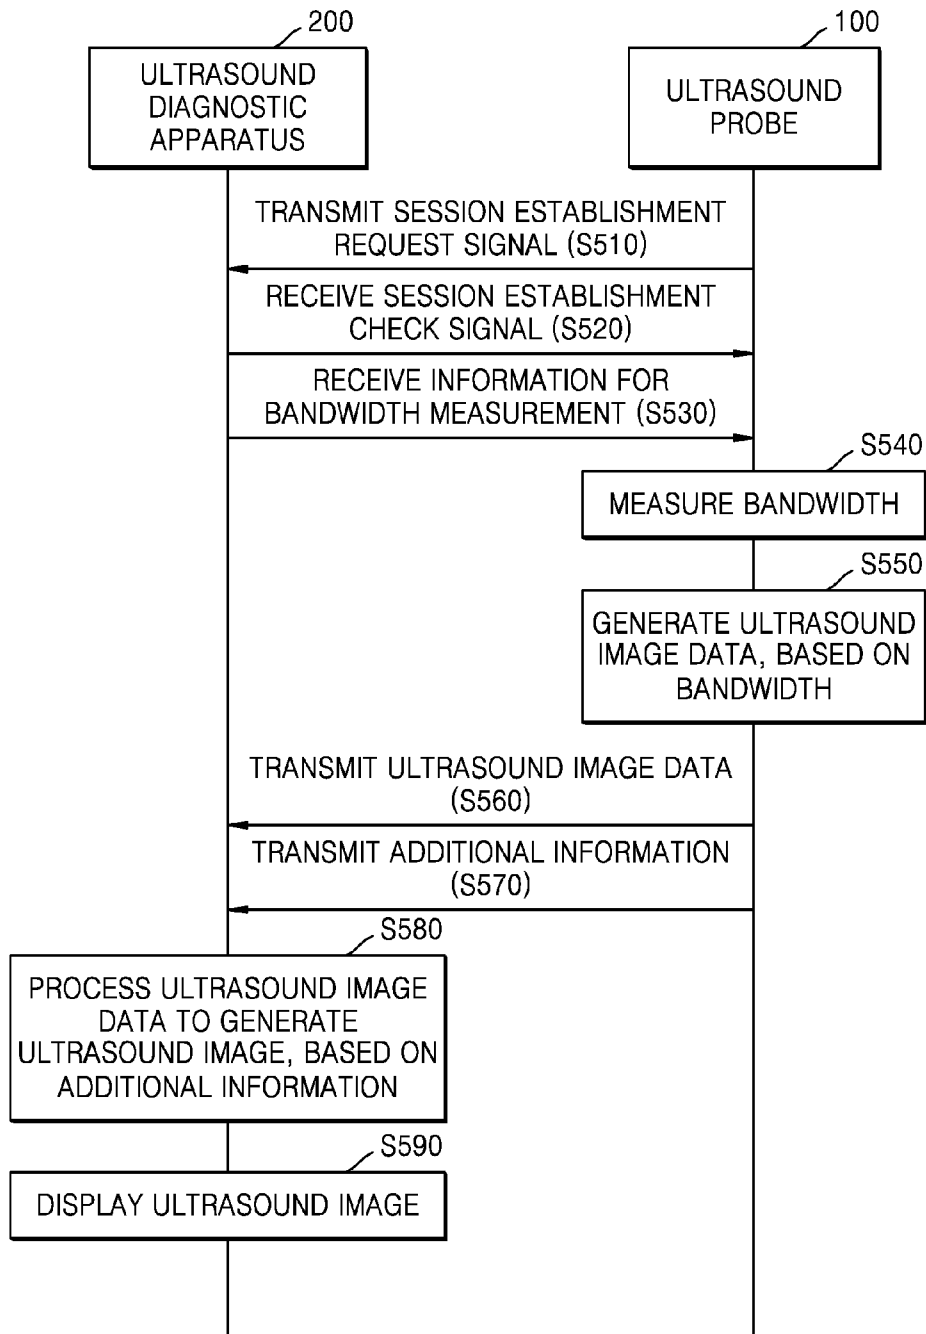 200
100
ULTRASOUND
DIAGNOSTIC
APPARATUS
ULTRASOUND
PROBE
TRANSMIT SESSION ESTABLISHMENT
REQUEST SIGNAL (S510)
RECEIVE SESSION ESTABLISHMENT
CHECK SIGNAL (S520)
RECEIVE INFORMATION FOR
BANDWIDTH MEASUREMENT (S530)
S540
MEASURE BANDWIDTH
S550
GENERATE ULTRASOUND
IMAGE DATA, BASED ON
BANDWIDTH
TRANSMIT ULTRASOUND IMAGE DATA
(S560)
TRANSMIT ADDITIONAL INFORMATION
(S570)
S580
PROCESS ULTRASOUND IMAGE
DATA TO GENERATE
ULTRASOUND IMAGE, BASED ON
ADDITIONAL INFORMATION
S590
DISPLAY ULTRASOUND IMAGE